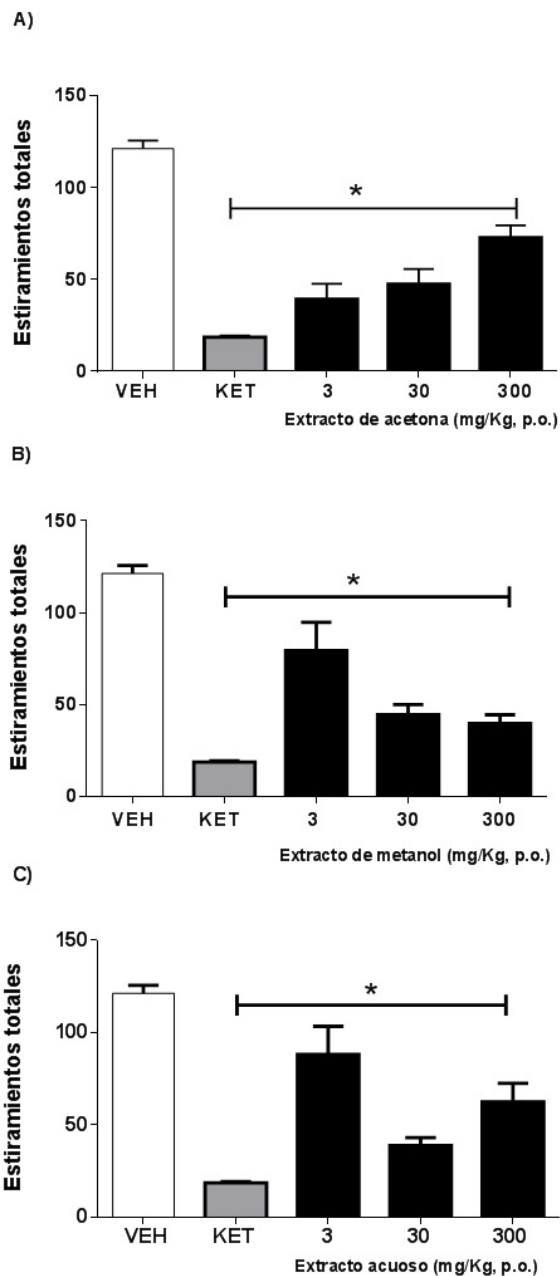 A)
Estiramientos totales
150
100
50
0
*
VEH KET 3 30 300
Extracto de acetona (mg/Kg, p.o.)
B)
Estiramientos totales
150
100
50
0
*
VEH KET 3 30 300
Extracto de metanol (mg/Kg, p.o.)
C)
Estiramientos totales
150
100
50
0
*
VEH KET 3 30 300
Extracto acuoso (mg/Kg, p.o.)